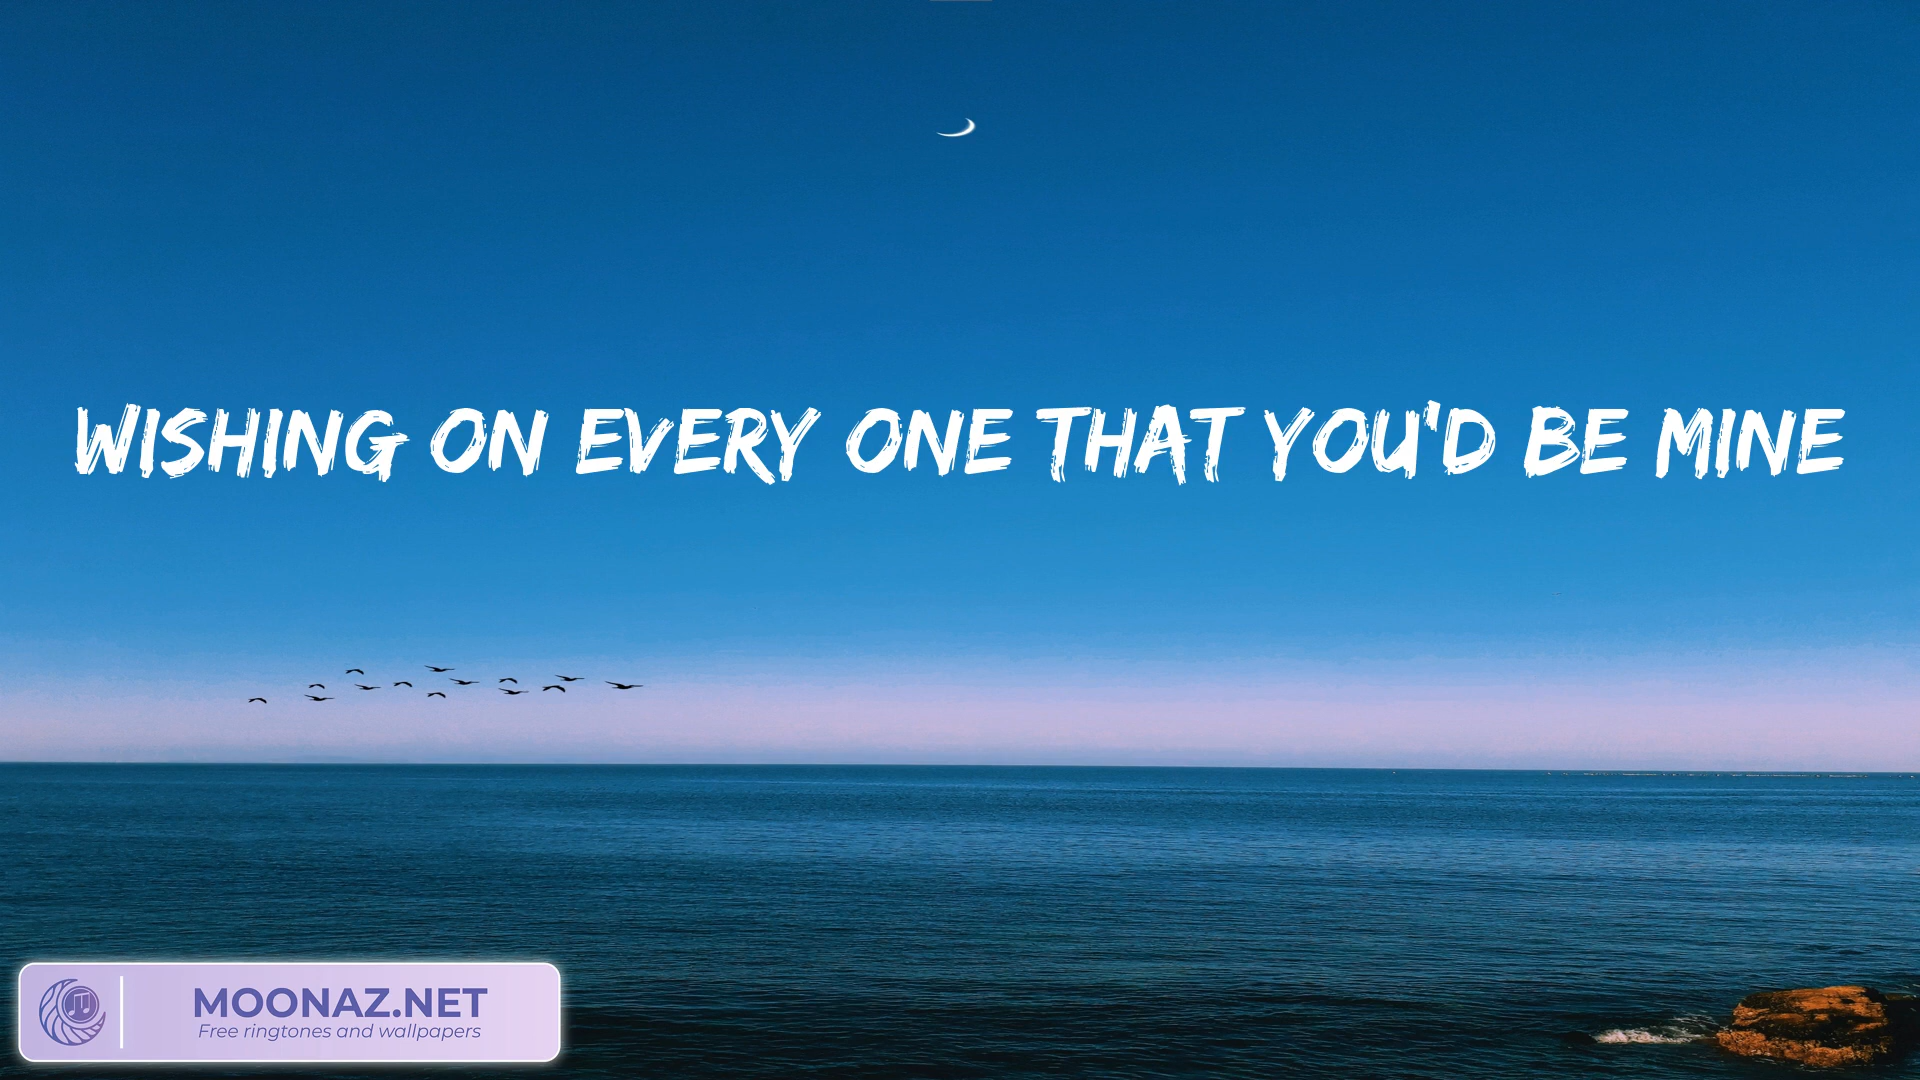 WISHING ON EVERY ONE THAT YOU'D BE MINE
MOONAZ.NET
Free ringtones and wallpapers